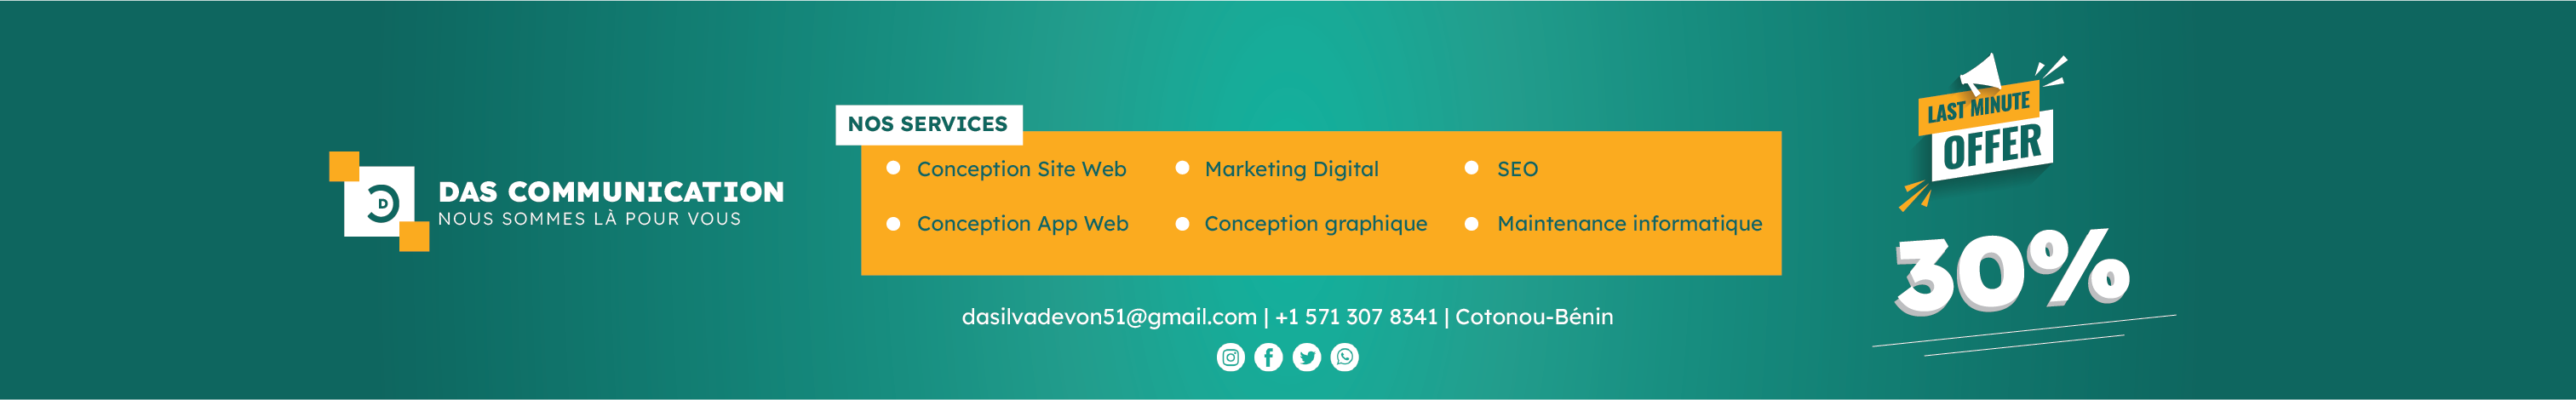 D
DAS COMMUNICATION
NOUS SOMMES LÀ POUR VOUS
NOS SERVICES
Conception Site Web
Marketing Digital
SEO
Conception App Web
Conception graphique
Maintenance informatique
dasilvadevon51@gmail.com | +1 571 307 8341 | Cotonou-Bénin
LAST MINUTE
OFFER
30%